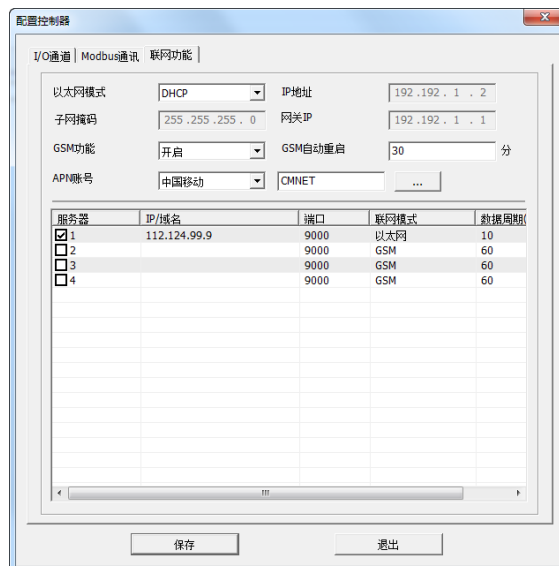 配置控制器
I/O通道 Modbus通讯 联网功能
以太网模式 DHCP IP地址 192 .192 . 1 . 2
子网掩码 255 .255 .255 . 0 网关IP 192 .192 . 1 . 1
GSM功能 开启 GSM自动重启 30 分
APN账号 中国移动 CMNET ...
服务器 IP/域名 端口 联网模式 数据周期(
1 112.124.99.9 9000 以太网 10
2 9000 GSM 60
3 9000 GSM 60
4 9000 GSM 60
保存 退出